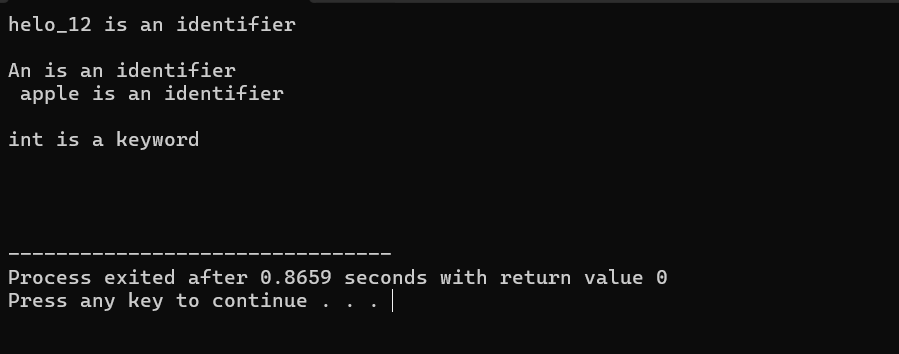 helo_12 is an identifier
An is an identifier
 apple is an identifier
int is a keyword
--------------------------------
Process exited after 0.8659 seconds with return value 0
Press any key to continue . . .